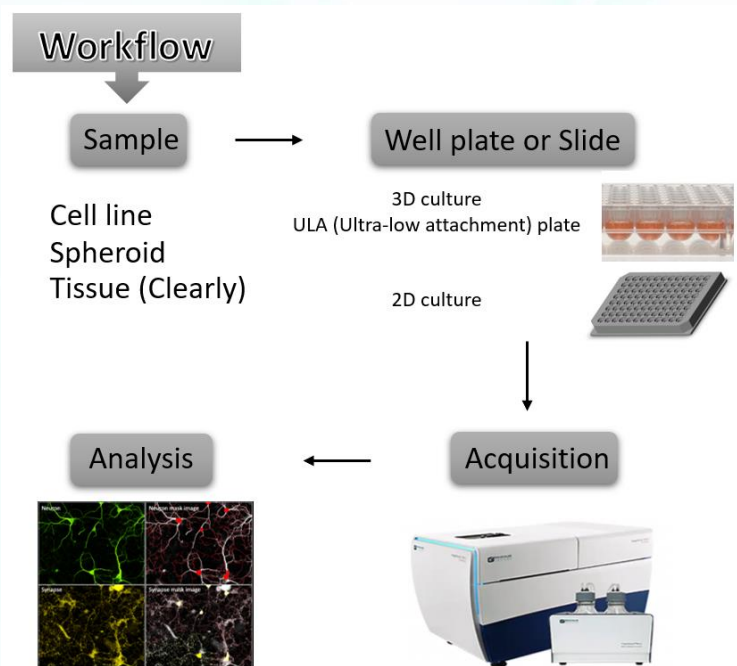 Workflow
Sample
Well plate or Slide
Cell line
Spheroid
Tissue (Clearly)
3D culture
ULA (Ultra-low attachment) plate
2D culture
Analysis
Acquisition
Neuron
Neuron mask image
Synapse
Synapse mask image